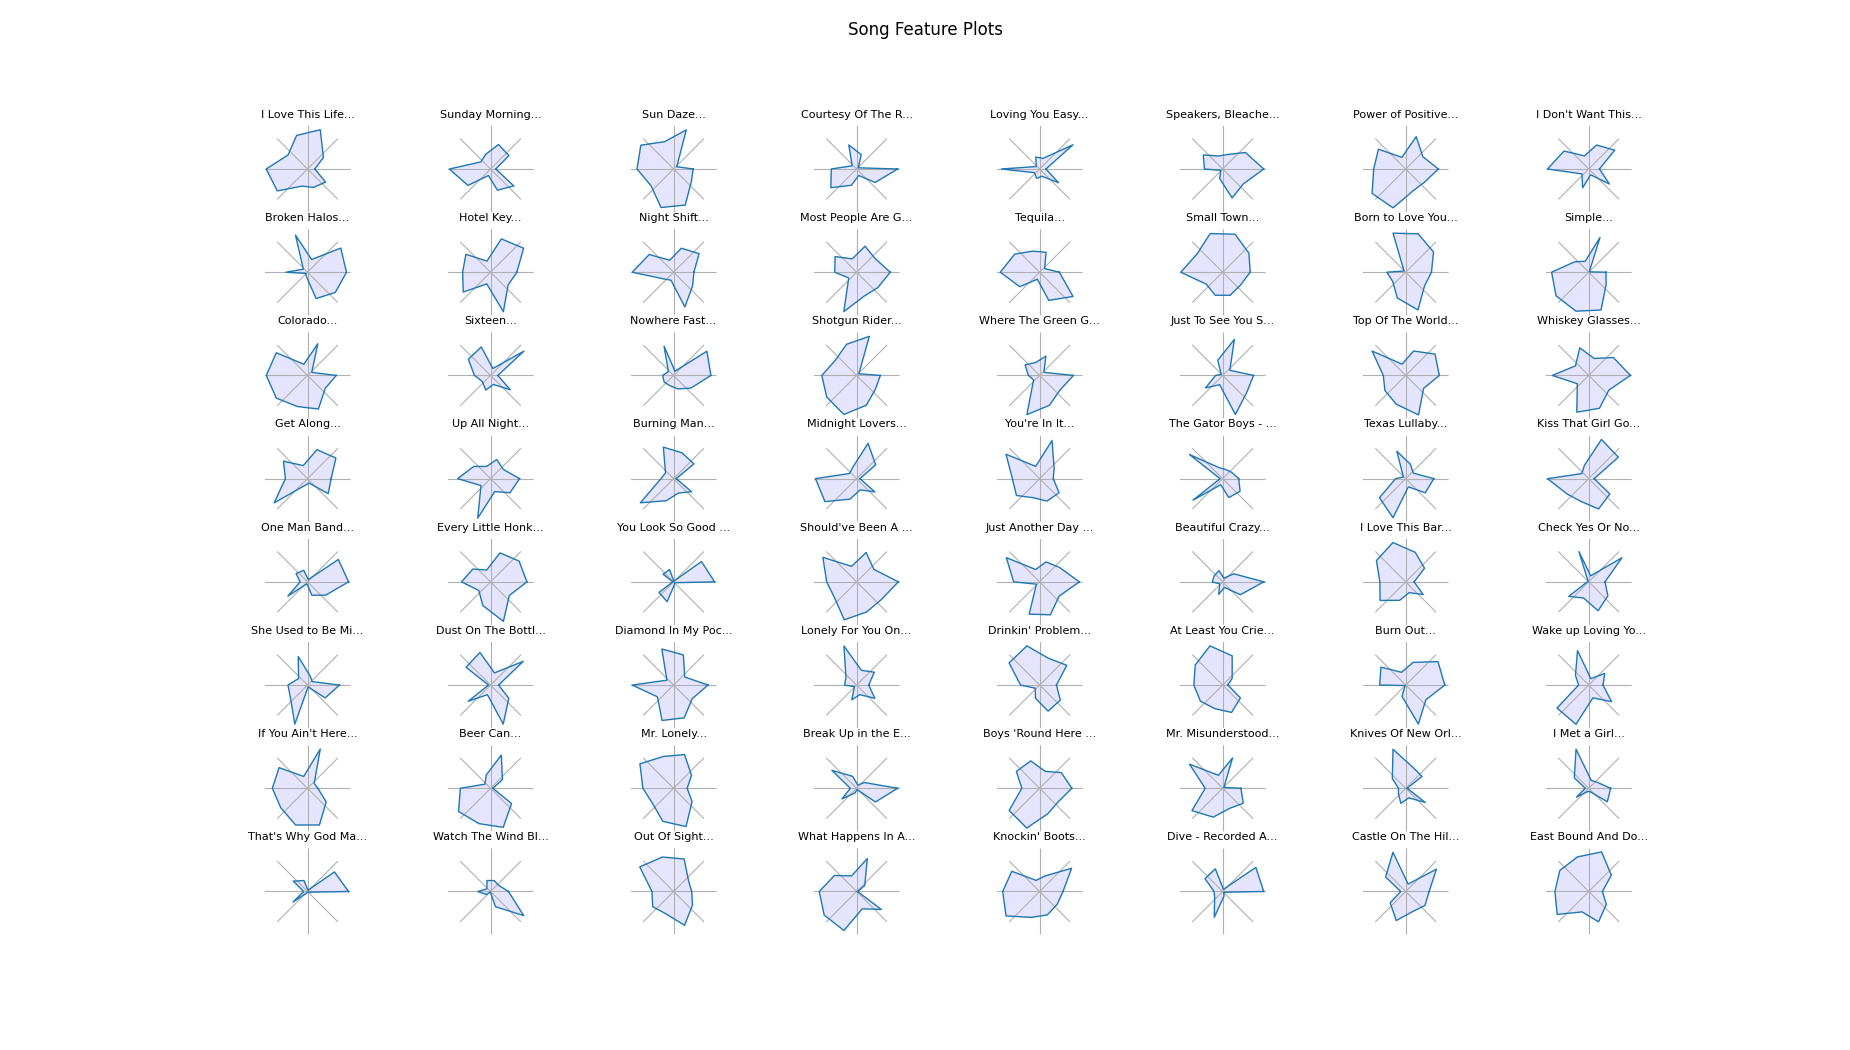 Song Feature Plots
I Love This Life...
Sunday Morning...
Sun Daze...
Courtesy Of The R...
Loving You Easy...
Speakers, Bleache...
Power of Positive...
I Don't Want This...
Broken Halos...
Hotel Key...
Night Shift...
Most People Are G...
Tequila...
Small Town...
Born to Love You...
Simple...
Colorado...
Sixteen...
Nowhere Fast...
Shotgun Rider...
Where The Green G...
Just To See You S...
Top Of The World...
Whiskey Glasses...
Get Along...
Up All Night...
Burning Man...
Midnight Lovers...
You're In It...
The Gator Boys - ...
Texas Lullaby...
Kiss That Girl Go...
One Man Band...
Every Little Honk...
You Look So Good ...
Should've Been A ...
Just Another Day ...
Beautiful Crazy...
I Love This Bar...
Check Yes Or No...
She Used to Be Mi...
Dust On The Bottl...
Diamond In My Poc...
Lonely For You On...
Drinkin' Problem...
At Least You Crie...
Burn Out...
Wake up Loving Yo...
If You Ain't Here...
Beer Can...
Mr. Lonely...
Break Up in the E...
Boys 'Round Here ...
Mr. Misunderstood...
Knives Of New Orl...
I Met a Girl...
That's Why God Ma...
Watch The Wind Bl...
Out Of Sight...
What Happens In A...
Knockin' Boots...
Dive - Recorded A...
Castle On The Hil...
East Bound And Do...